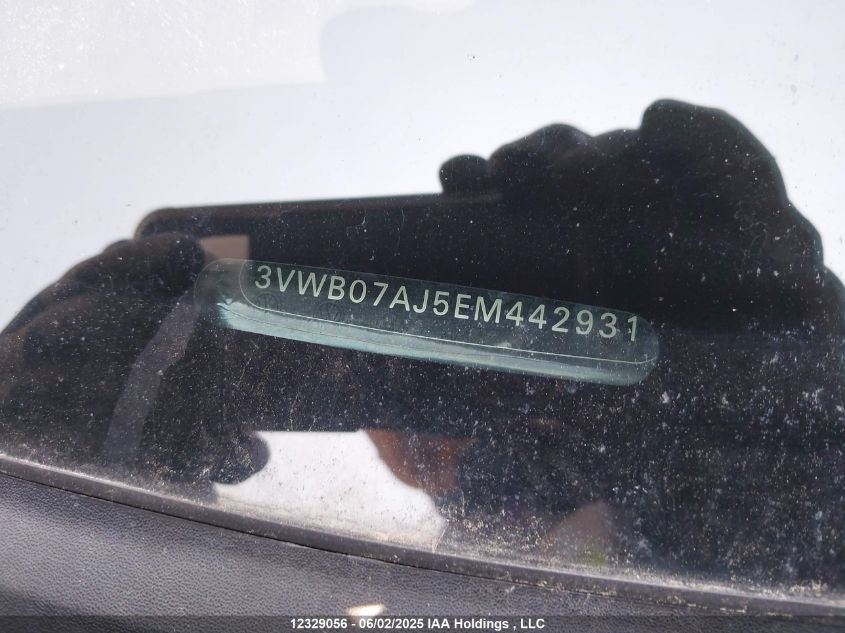 3VWB07AJ5EM442931
12329056 - 06/02/2025 IAA Holdings , LLC